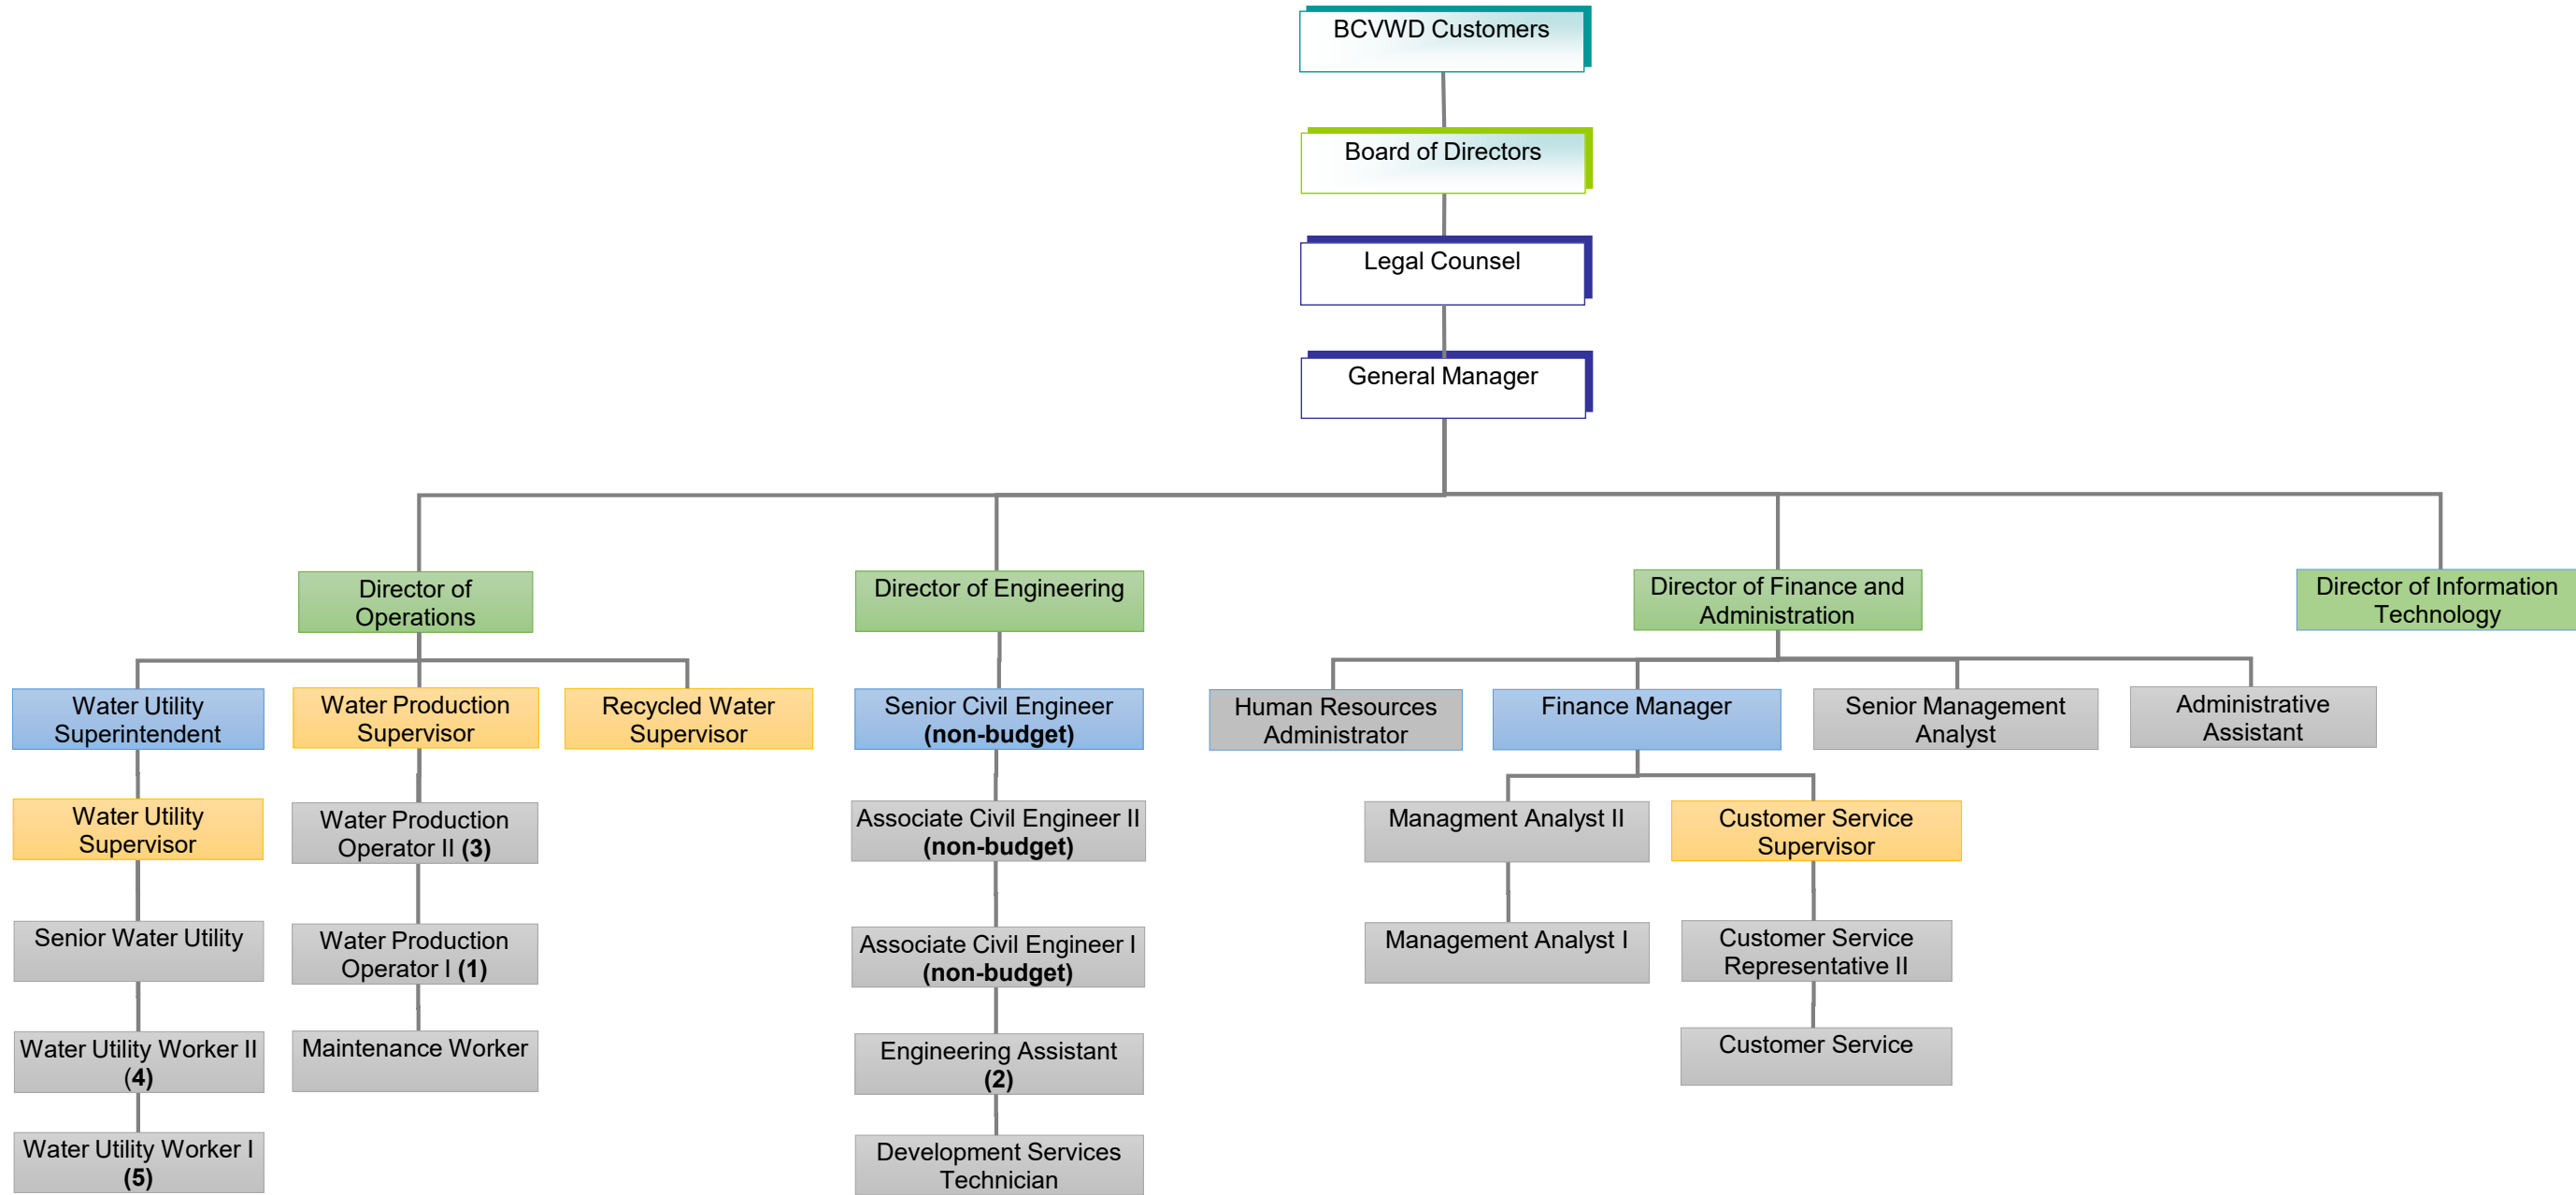 BCVWD Customers
Board of Directors
Legal Counsel
General Manager
Director of
Operations
Director of Engineering
Director of Finance and
Administration
Director of Information
Technology
Water Utility
Superintendent
Water Production
Supervisor
Recycled Water
Supervisor
Senior Civil Engineer
(non-budget)
Human Resources
Administrator
Finance Manager
Senior Management
Analyst
Administrative
Assistant
Water Utility
Supervisor
Water Production
Operator II (3)
Associate Civil Engineer II
(non-budget)
Managment Analyst II
Customer Service
Supervisor
Senior Water Utility
Water Production
Operator I (1)
Associate Civil Engineer I
(non-budget)
Management Analyst I
Customer Service
Representative II
Water Utility Worker II
(4)
Maintenance Worker
Engineering Assistant
(2)
Customer Service
Water Utility Worker I
(5)
Development Services
Technician